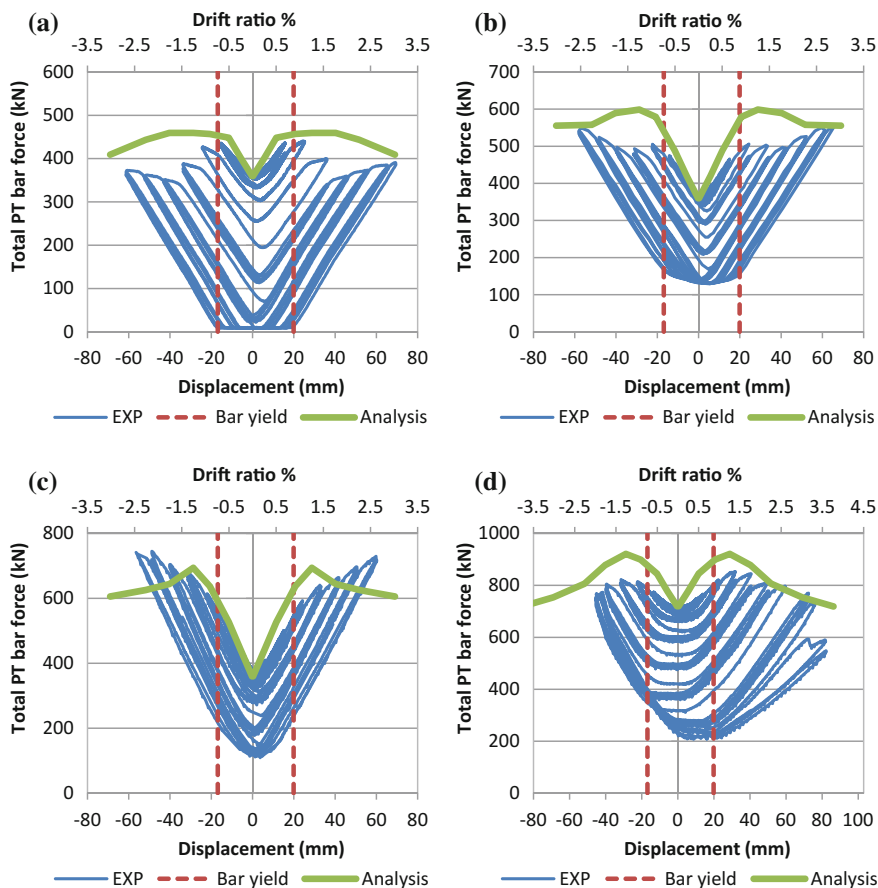 (a)
Drift ratio %
-3.5 -2.5 -1.5 -0.5 0.5 1.5 2.5 3.5
600
500
400
300
200
100
0
Total PT bar force (kN)
-80 -60 -40 -20 0 20 40 60 80
Displacement (mm)
EXP Bar yield Analysis
(b)
Drift ratio %
-3.5 -2.5 -1.5 -0.5 0.5 1.5 2.5 3.5
700
600
500
400
300
200
100
0
Total PT bar force (kN)
-80 -60 -40 -20 0 20 40 60 80
Displacement (mm)
EXP Bar yield Analysis
(c)
Drift ratio %
-3.5 -2.5 -1.5 -0.5 0.5 1.5 2.5 3.5
800
600
400
200
0
Total PT bar force (kN)
-80 -60 -40 -20 0 20 40 60 80
Displacement (mm)
EXP Bar yield Analysis
(d)
Drift ratio %
-3.5 -2.5 -1.5 -0.5 0.5 1.5 2.5 3.5 4.5
1000
800
600
400
200
0
Total PT bar force (kN)
-80 -60 -40 -20 0 20 40 60 80 100
Displacement (mm)
EXP Bar yield Analysis